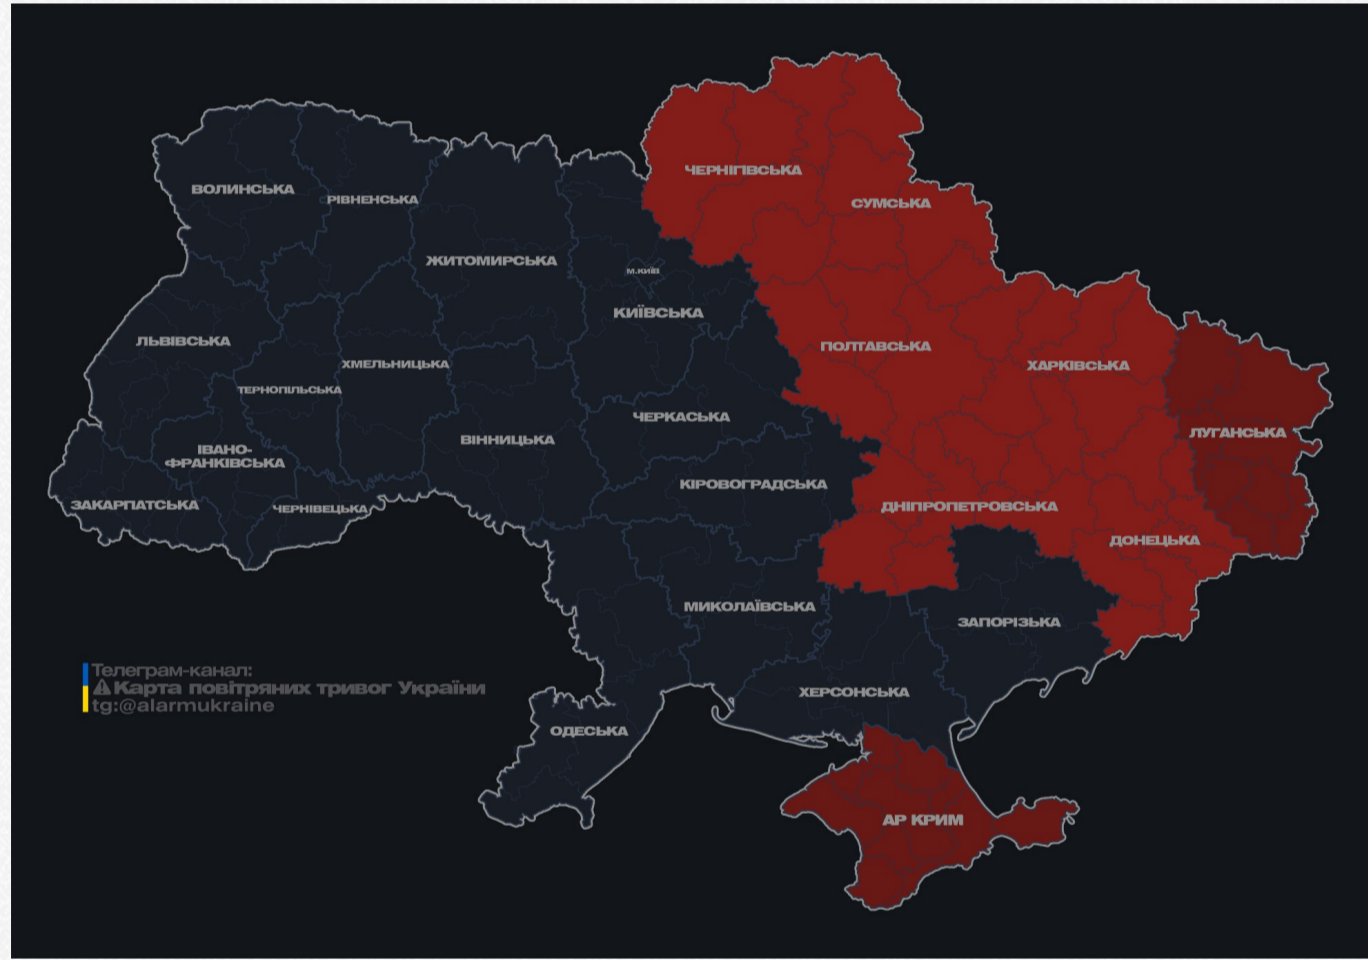 ЧЕРНІГІВСЬКА
СУМСЬКА
ВОЛИНСЬКА
РІВНЕНСЬКА
ЖИТОМИРСЬКА
М.КИЇВ
КИЇВСЬКА
ЛЬВІВСЬКА
ПОЛТАВСЬКА
ХМЕЛЬНИЦЬКА
ХАРКІВСЬКА
ТЕРНОПІЛЬСЬКА
ЧЕРКАСЬКА
ЛУГАНСЬКА
ВІННИЦЬКА
ІВАНО-
ФРАНКІВСЬКА
КІРОВОГРАДСЬКА
ЗАКАРПАТСЬКА
ЧЕРНІВЕЦЬКА
ДНІПРОПЕТРОВСЬКА
ДОНЕЦЬКА
МИКОЛАЇВСЬКА
ЗАПОРІЗЬКА
ХЕРСОНСЬКА
ОДЕСЬКА
АР КРИМ
Телеграм-канал:
Карта повітряних тривог України
tg:@alarmukraine